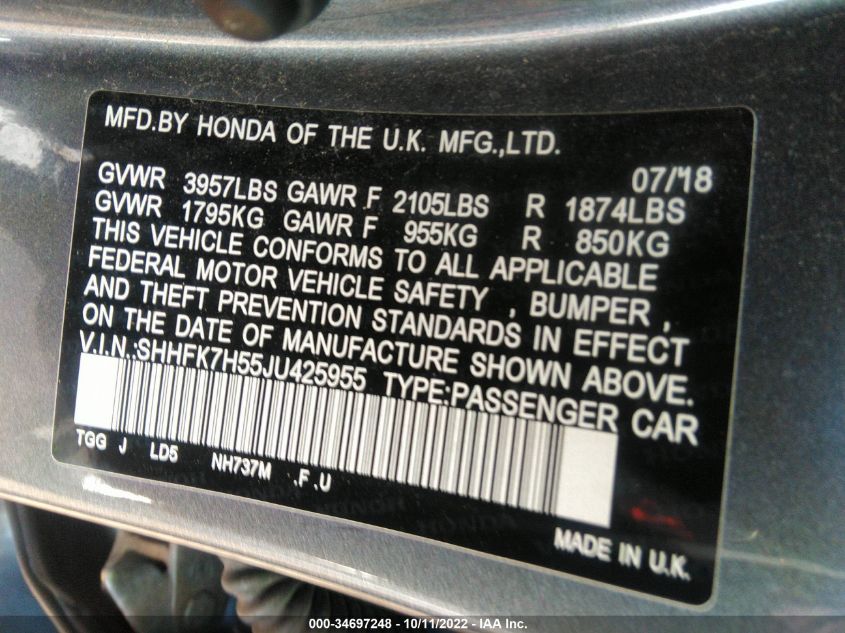 MFD.BY HONDA OF THE U.K. MFG.,LTD.
07/'18
GVWR 3957LBS GAWR F 2105LBS R 1874LBS
GVWR 1795KG GAWR F 955KG R 850KG
THIS VEHICLE CONFORMS TO ALL APPLICABLE
FEDERAL MOTOR VEHICLE SAFETY , BUMPER ,
AND THEFT PREVENTION STANDARDS IN EFFECT
ON THE DATE OF MANUFACTURE SHOWN ABOVE.
V.I.N.:SHHFK7H55JU425955 TYPE:PASSENGER CAR
TGG J LD5 NH737M .F.U
MADE IN U.K.
000-34697248 - 10/11/2022 - IAA Inc.